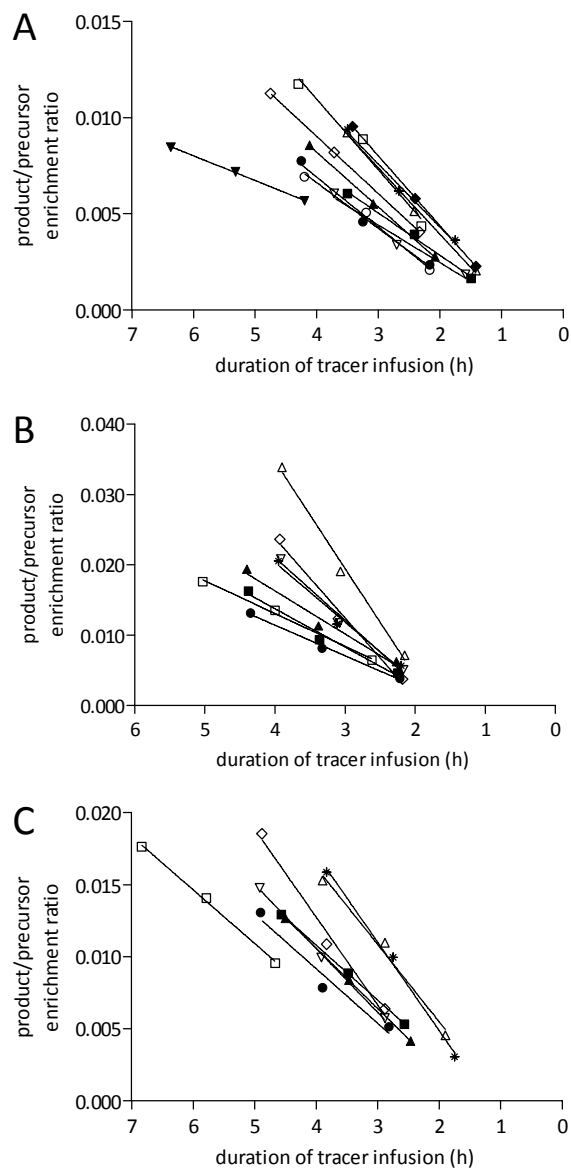 A
product/precursor
enrichment ratio
0.015
0.010
0.005
0.000
7 6 5 4 3 2 1 0
duration of tracer infusion (h)
B
product/precursor
enrichment ratio
0.040
0.030
0.020
0.010
0.000
6 5 4 3 2 1 0
duration of tracer infusion (h)
C
product/precursor
enrichment ratio
0.020
0.015
0.010
0.005
0.000
7 6 5 4 3 2 1 0
duration of tracer infusion (h)